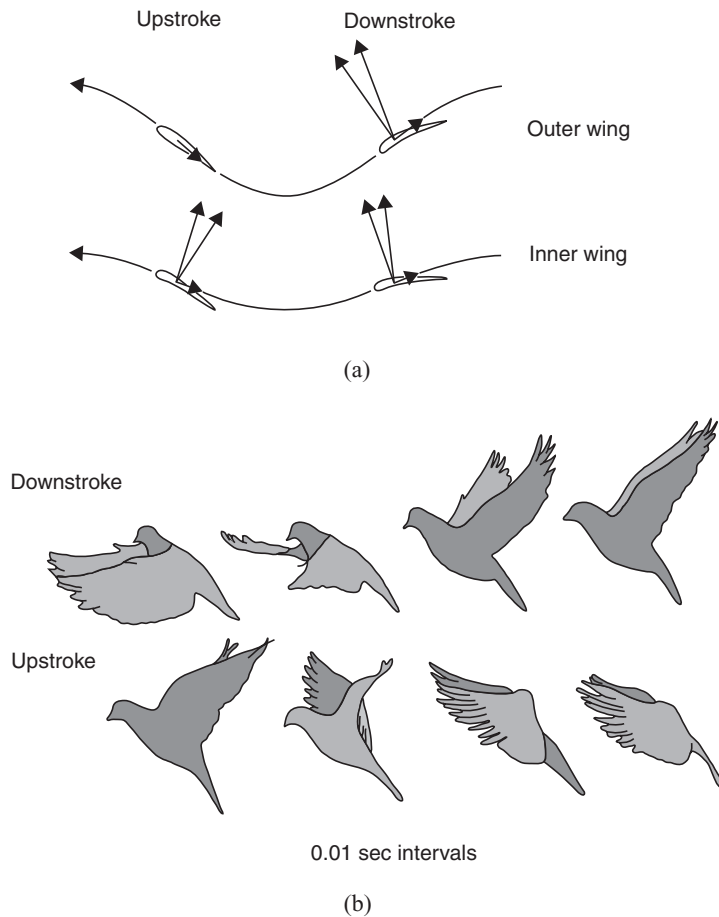 Upstroke Downstroke
Outer wing
Inner wing
(a)
Downstroke
Upstroke
0.01 sec intervals
(b)